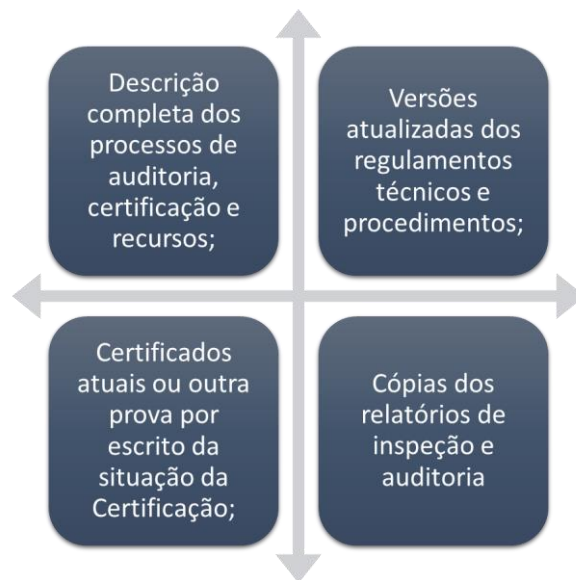 Descrição
completa dos
processos de
auditoria,
certificação e
recursos;
Versões
atualizadas dos
regulamentos
técnicos e
procedimentos;
Certificados
atuais ou outra
prova por
escrito da
situação da
Certificação;
Cópias dos
relatórios de
inspeção e
auditoria